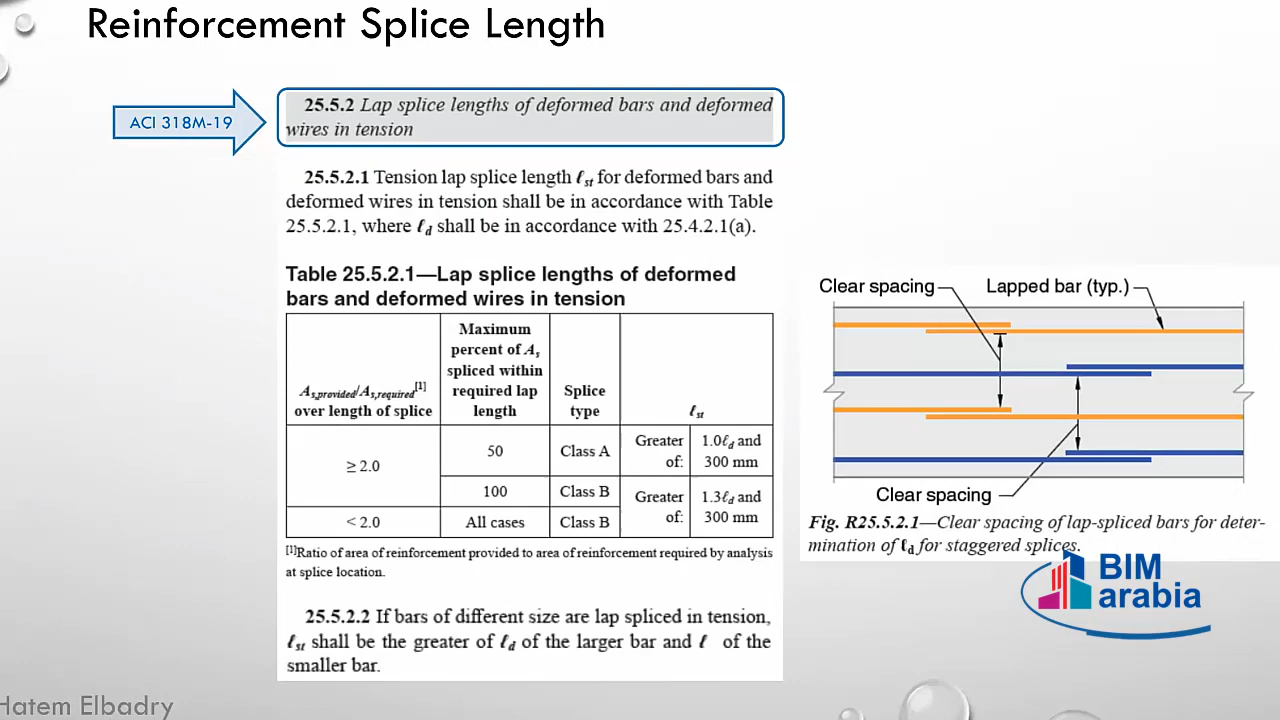 Reinforcement Splice Length
ACI 318M-19
25.5.2 Lap splice lengths of deformed bars and deformed
wires in tension
25.5.2.1 Tension lap splice length ℓst for deformed bars and
deformed wires in tension shall be in accordance with Table
25.5.2.1, where ℓd shall be in accordance with 25.4.2.1(a).
Table 25.5.2.1—Lap splice lengths of deformed
bars and deformed wires in tension
As,provided/As,required[1]
over length of splice
Maximum
percent of As
spliced within
required lap
length
Splice
type
ℓst
≥ 2.0
50
Class A
Greater
of:
1.0ℓd and
300 mm
100
Class B
Greater
of:
1.3ℓd and
300 mm
< 2.0
All cases
Class B
[1]Ratio of area of reinforcement provided to area of reinforcement required by analysis
at splice location.
25.5.2.2 If bars of different size are lap spliced in tension,
ℓst shall be the greater of ℓd of the larger bar and ℓ of the
smaller bar.
Clear spacing
Lapped bar (typ.)
Clear spacing
Fig. R25.5.2.1—Clear spacing of lap-spliced bars for deter-
mination of ℓd for staggered splices.
BIM
arabia
Hatem Elbadry